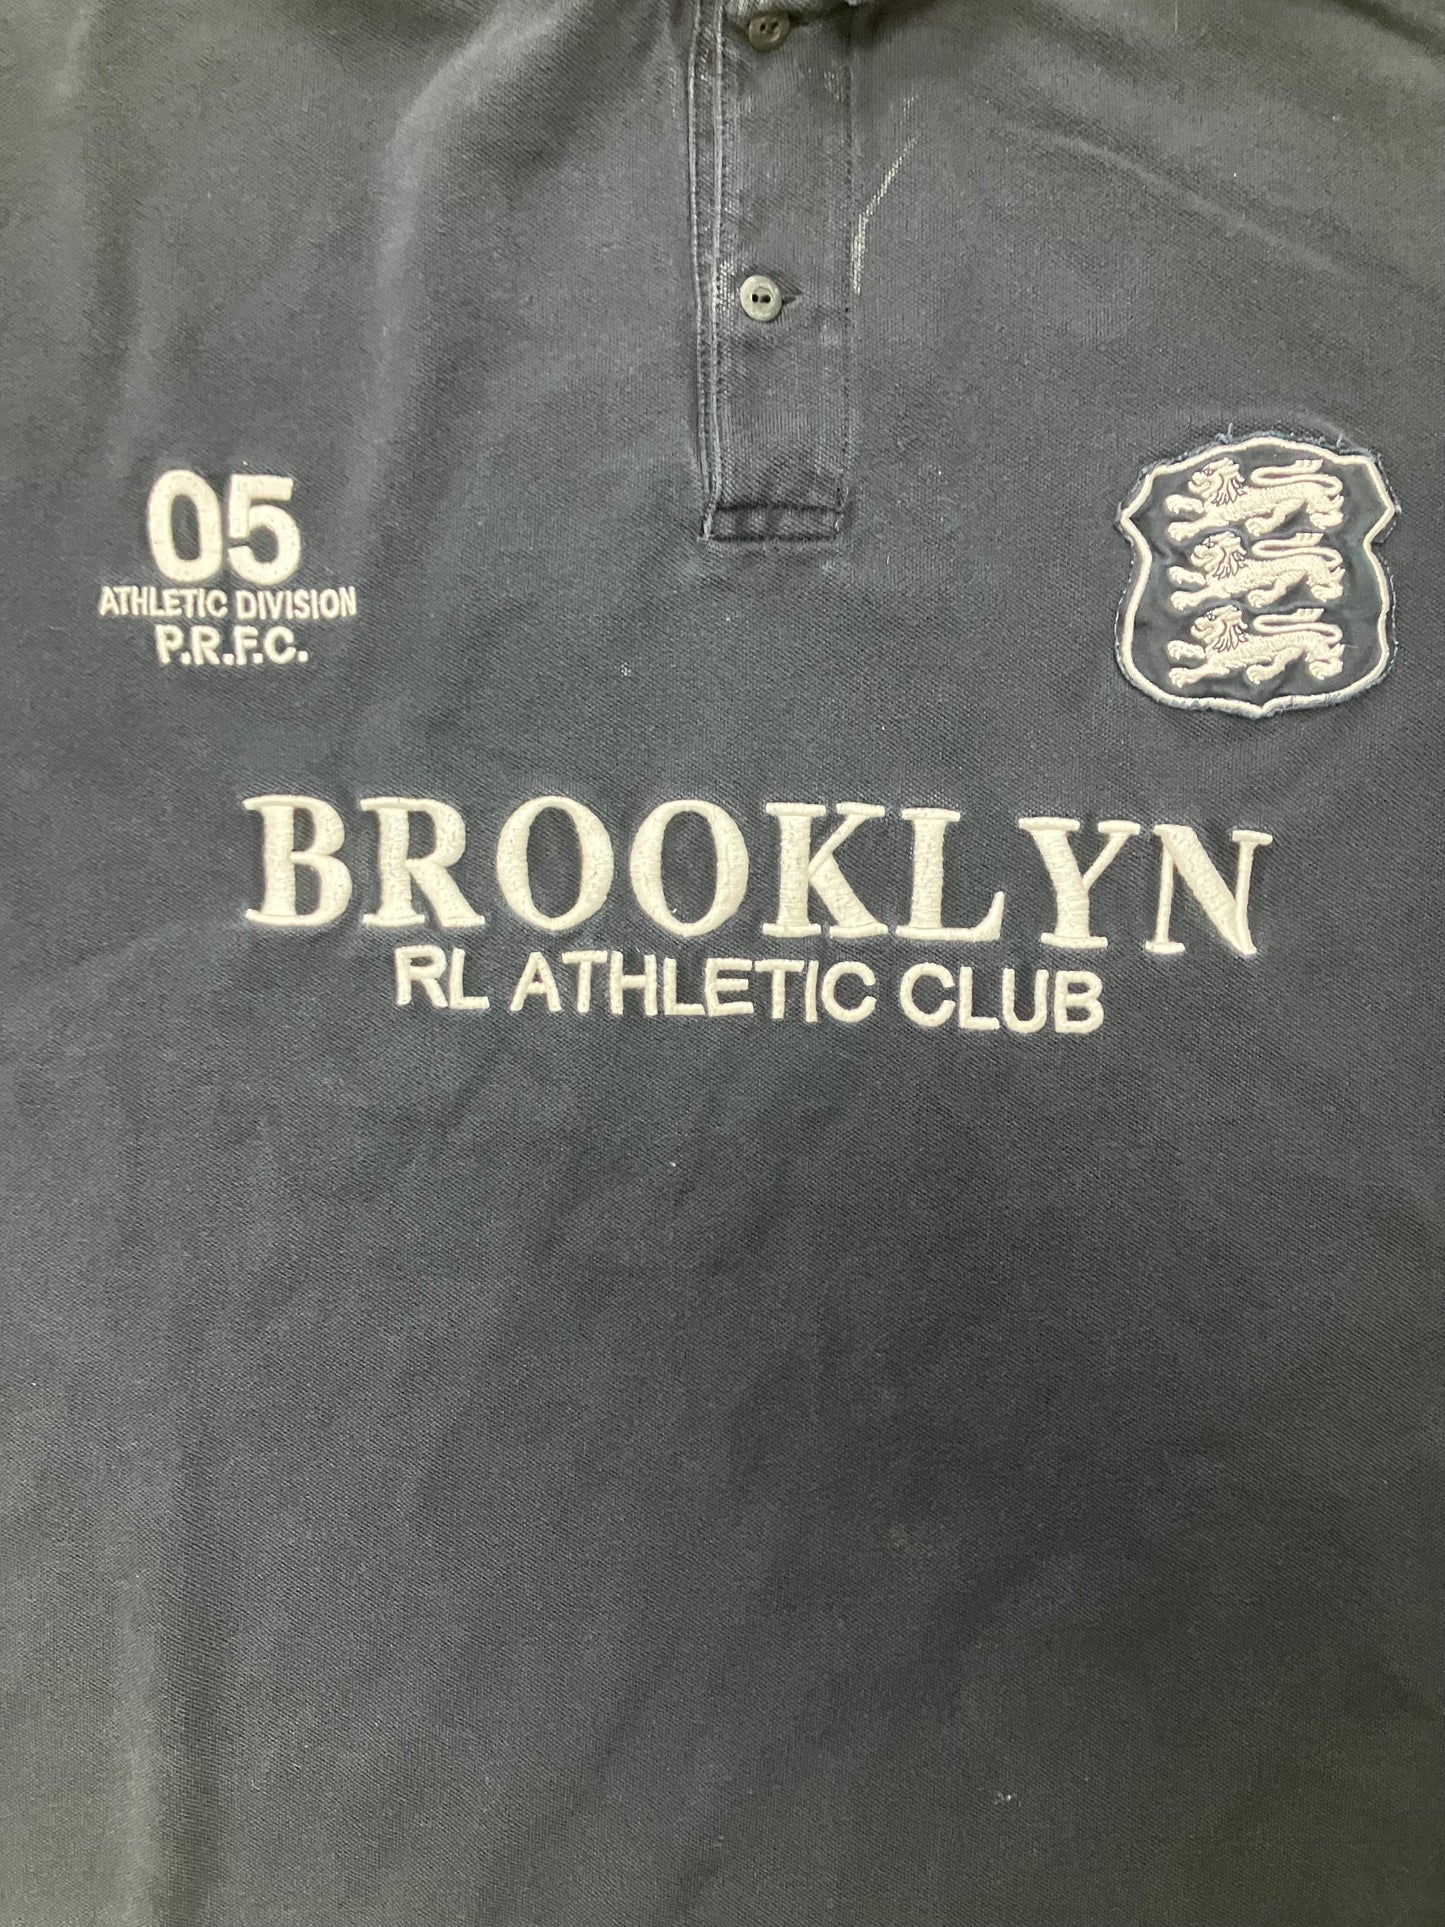 05
ATHLETIC DIVISION
P.R.F.C.
BROOKLYN
RL ATHLETIC CLUB